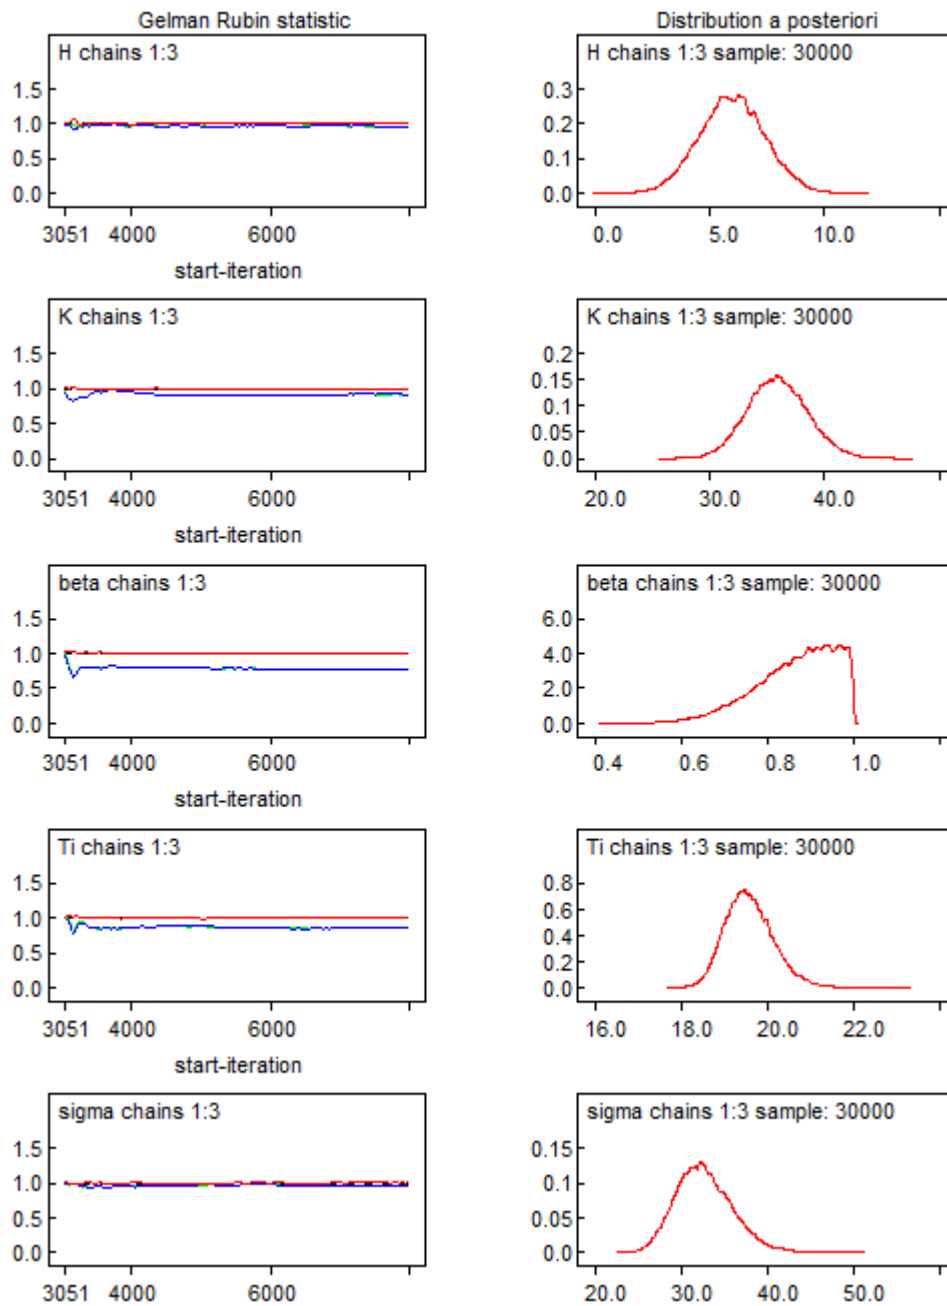 Gelman Rubin statistic
H chains 1:3
1.5
1.0
0.5
0.0
3051 4000 6000
start-iteration
Distribution a posteriori
H chains 1:3 sample: 30000
0.3
0.2
0.1
0.0
0.0 5.0 10.0
K chains 1:3
1.5
1.0
0.5
0.0
3051 4000 6000
start-iteration
K chains 1:3 sample: 30000
0.2
0.15
0.1
0.05
0.0
20.0 30.0 40.0
beta chains 1:3
1.5
1.0
0.5
0.0
3051 4000 6000
start-iteration
beta chains 1:3 sample: 30000
6.0
4.0
2.0
0.0
0.4 0.6 0.8 1.0
Ti chains 1:3
1.5
1.0
0.5
0.0
3051 4000 6000
start-iteration
Ti chains 1:3 sample: 30000
0.8
0.6
0.4
0.2
0.0
16.0 18.0 20.0 22.0
sigma chains 1:3
1.5
1.0
0.5
0.0
3051 4000 6000
sigma chains 1:3 sample: 30000
0.15
0.1
0.05
0.0
20.0 30.0 40.0 50.0